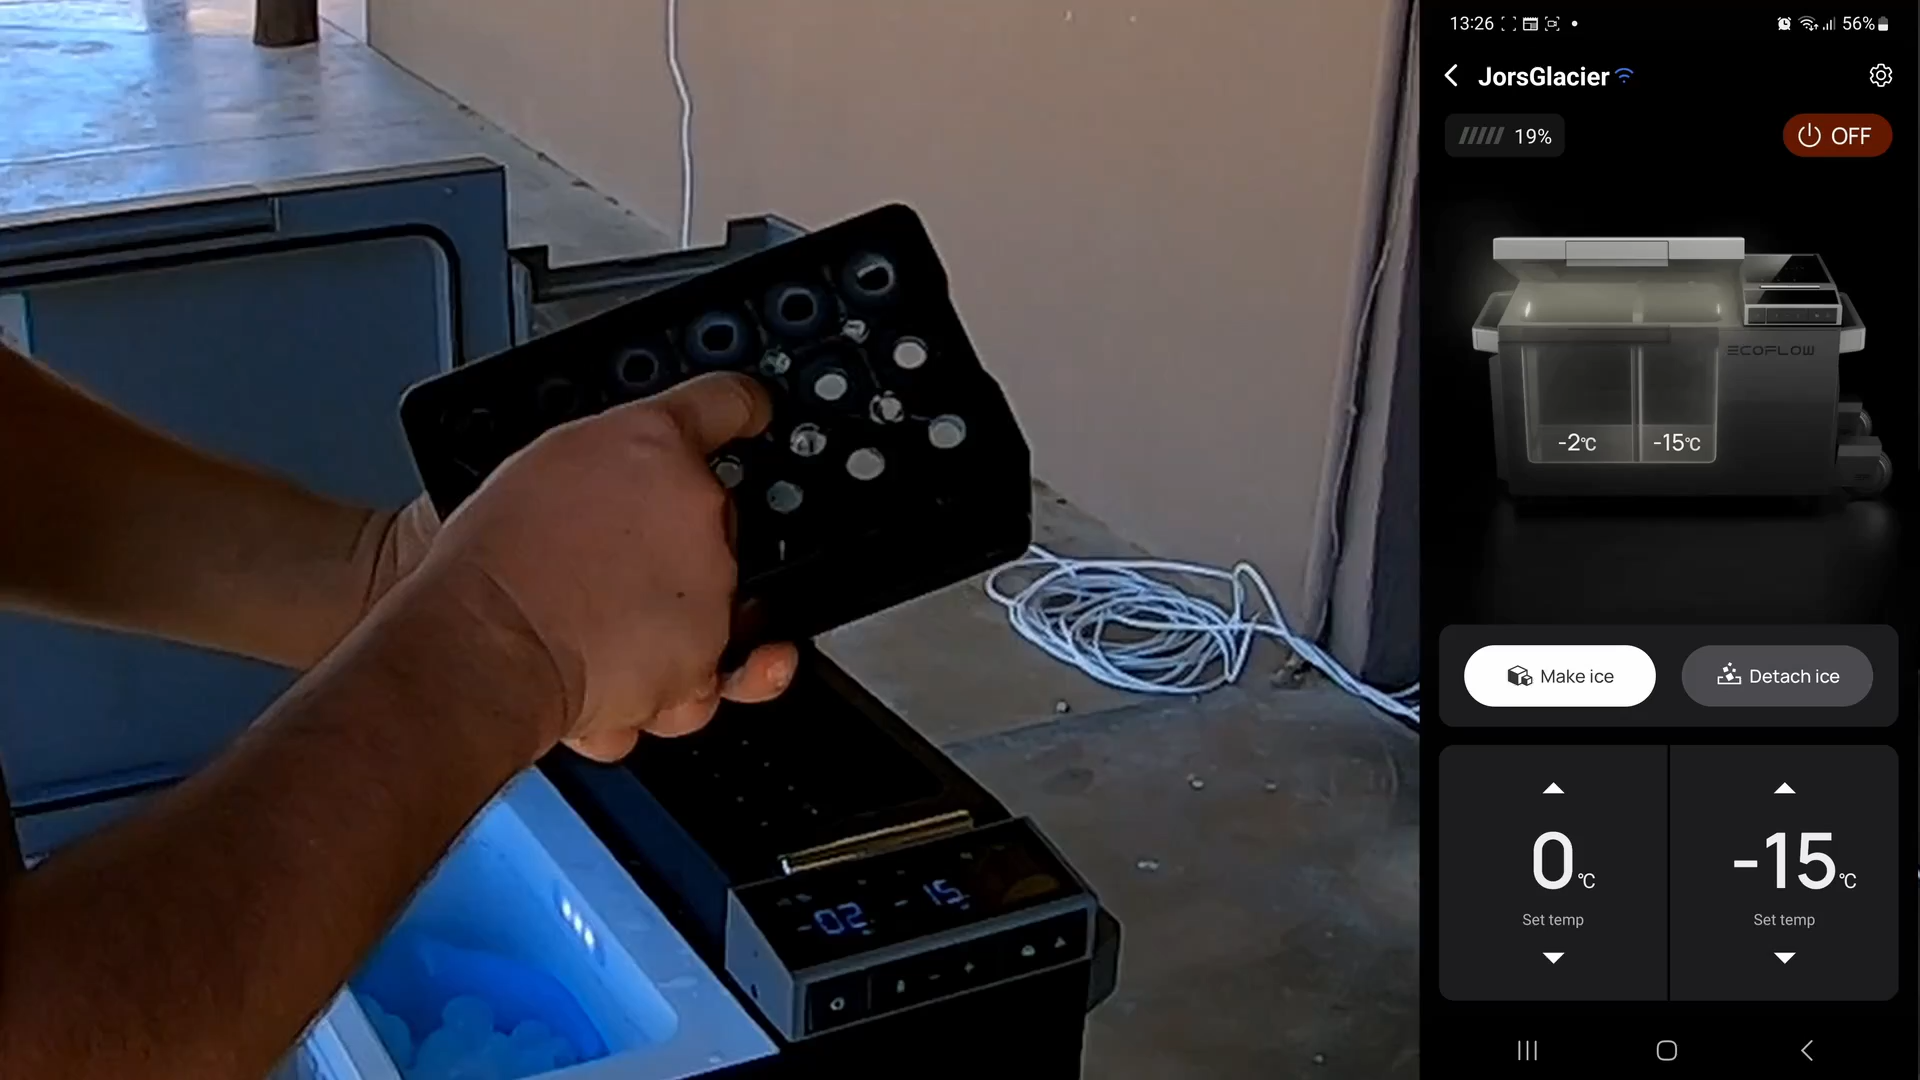 13:26
56%
JorsGlacier
19%
OFF
ECOFLOW
-2°C
-15°C
Make ice
Detach ice
0°C
-15°C
Set temp
Set temp
-02 -15